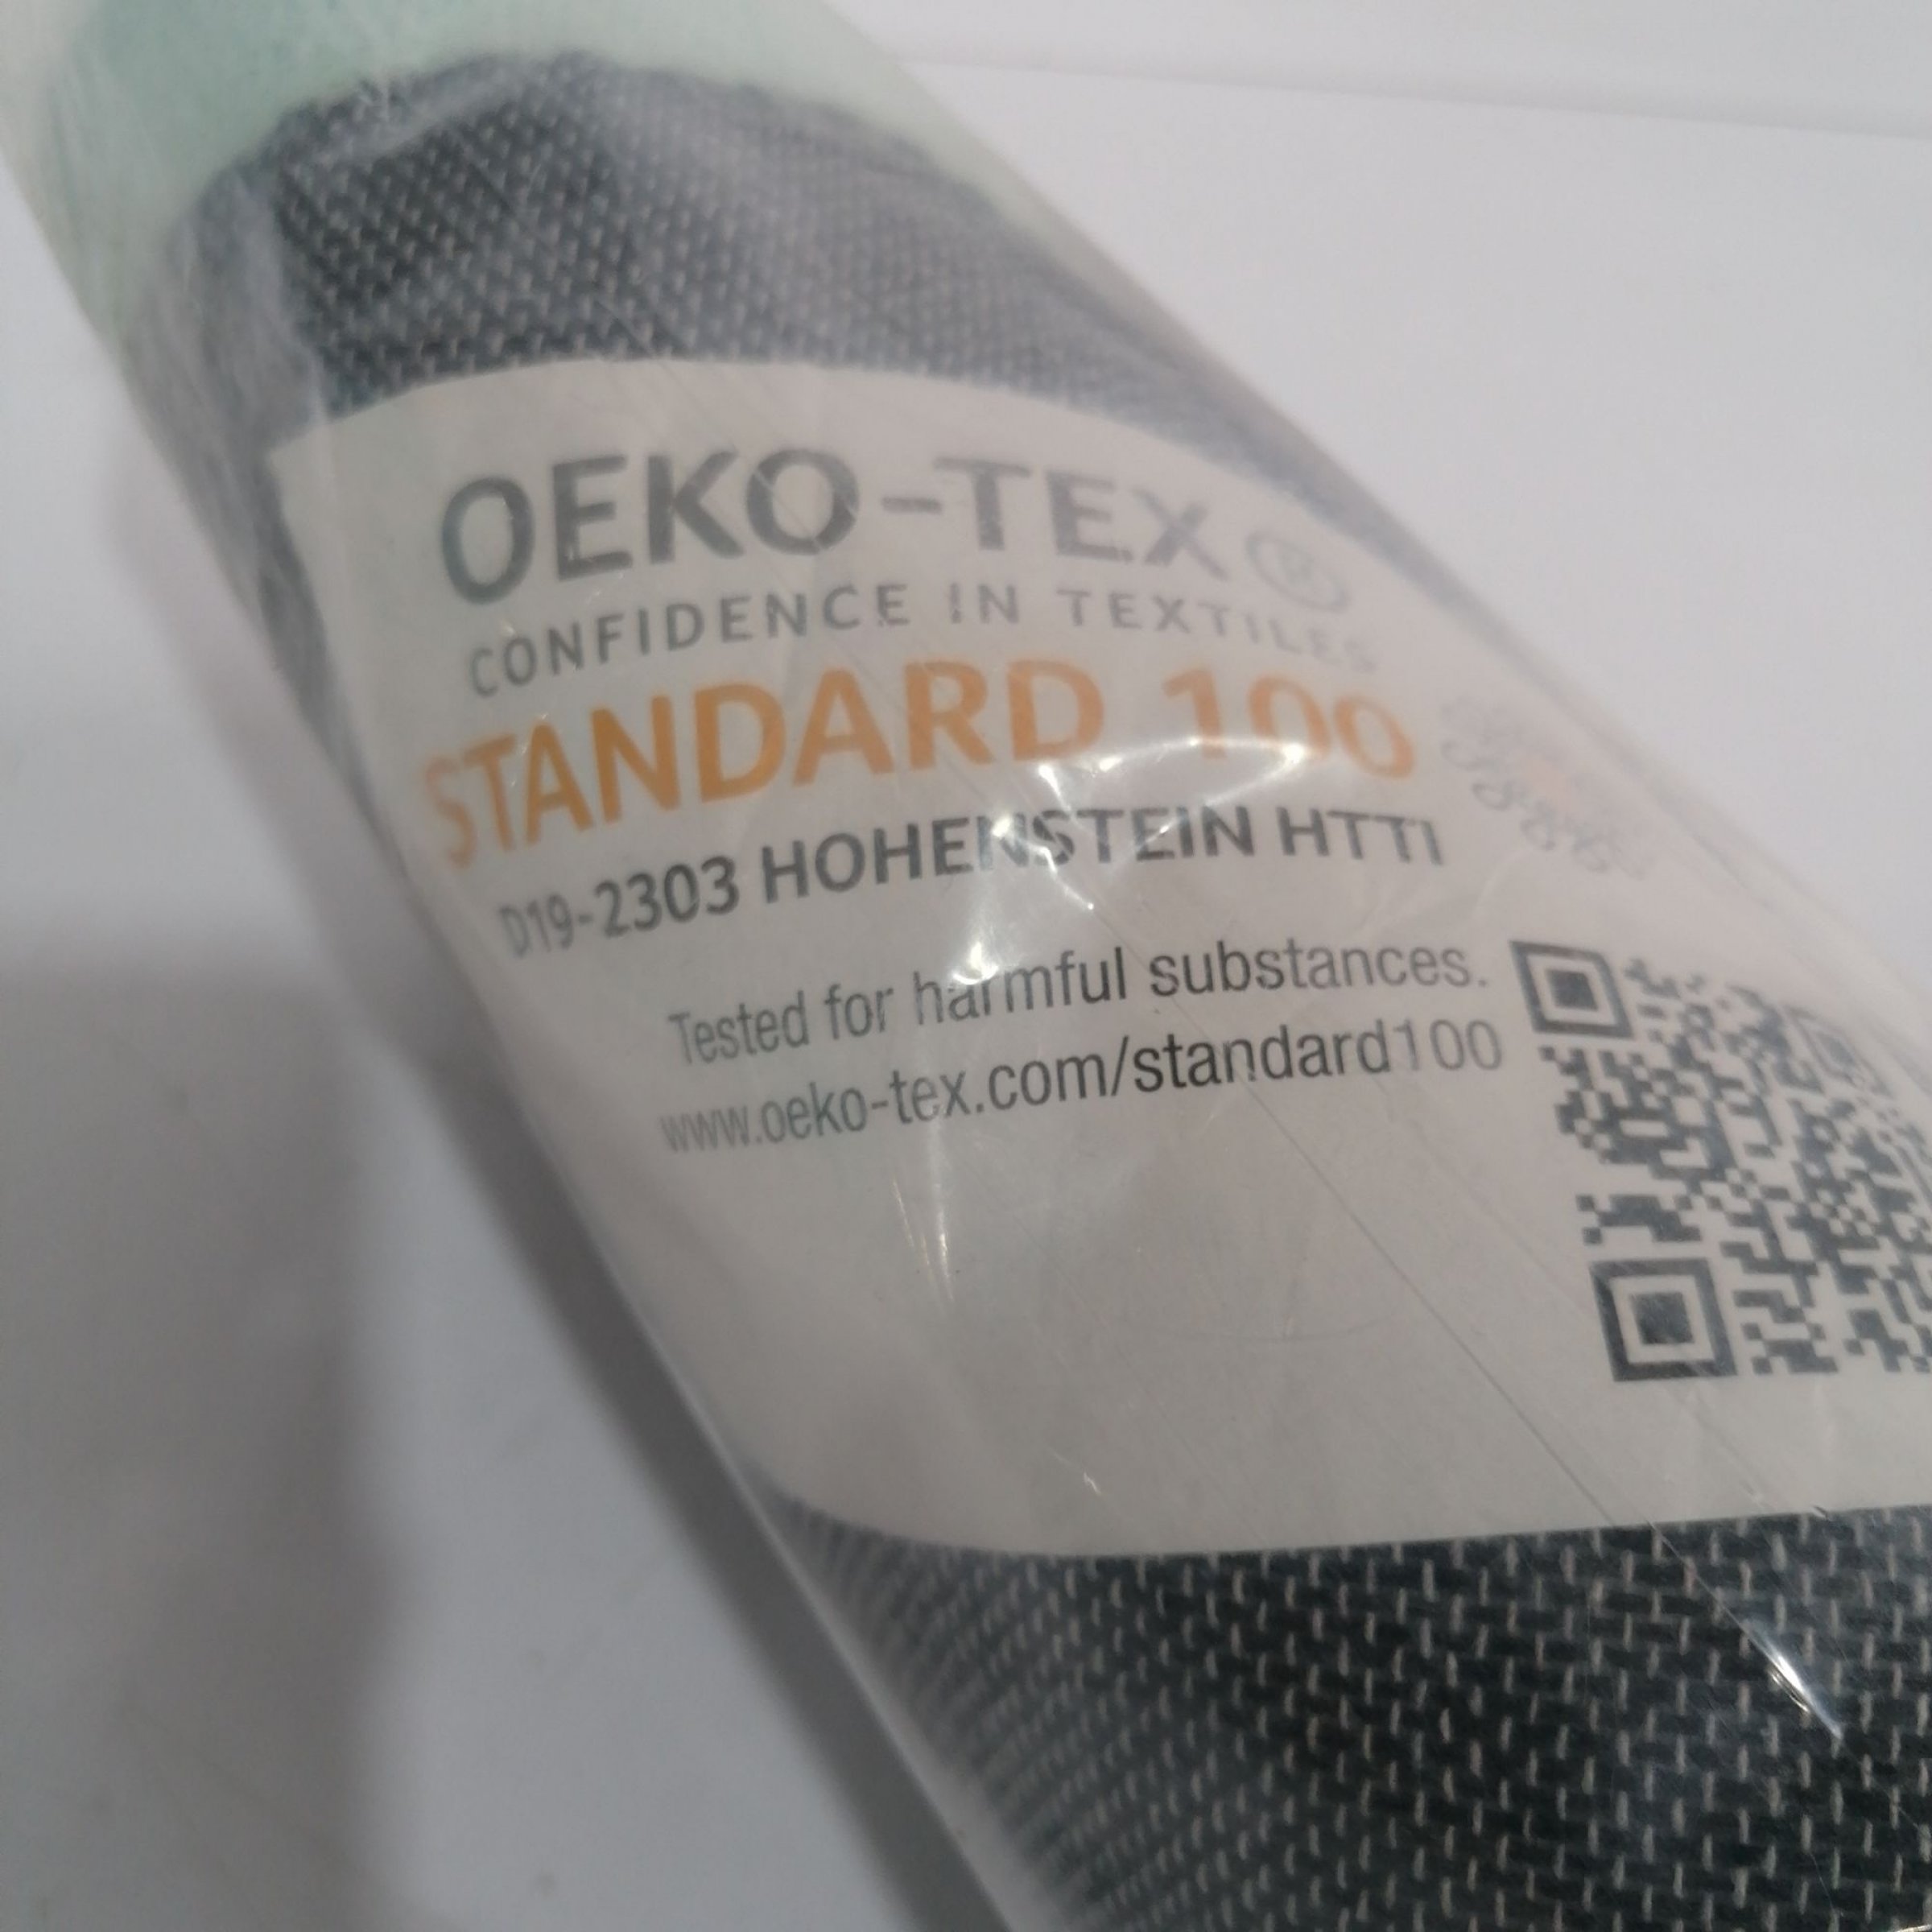 OEKO-TEX®
CONFIDENCE IN TEXTILES
STANDARD 100
D19-2303 HOHENSTEIN HTTI
Tested for harmful substances.
www.oeko-tex.com/standard100